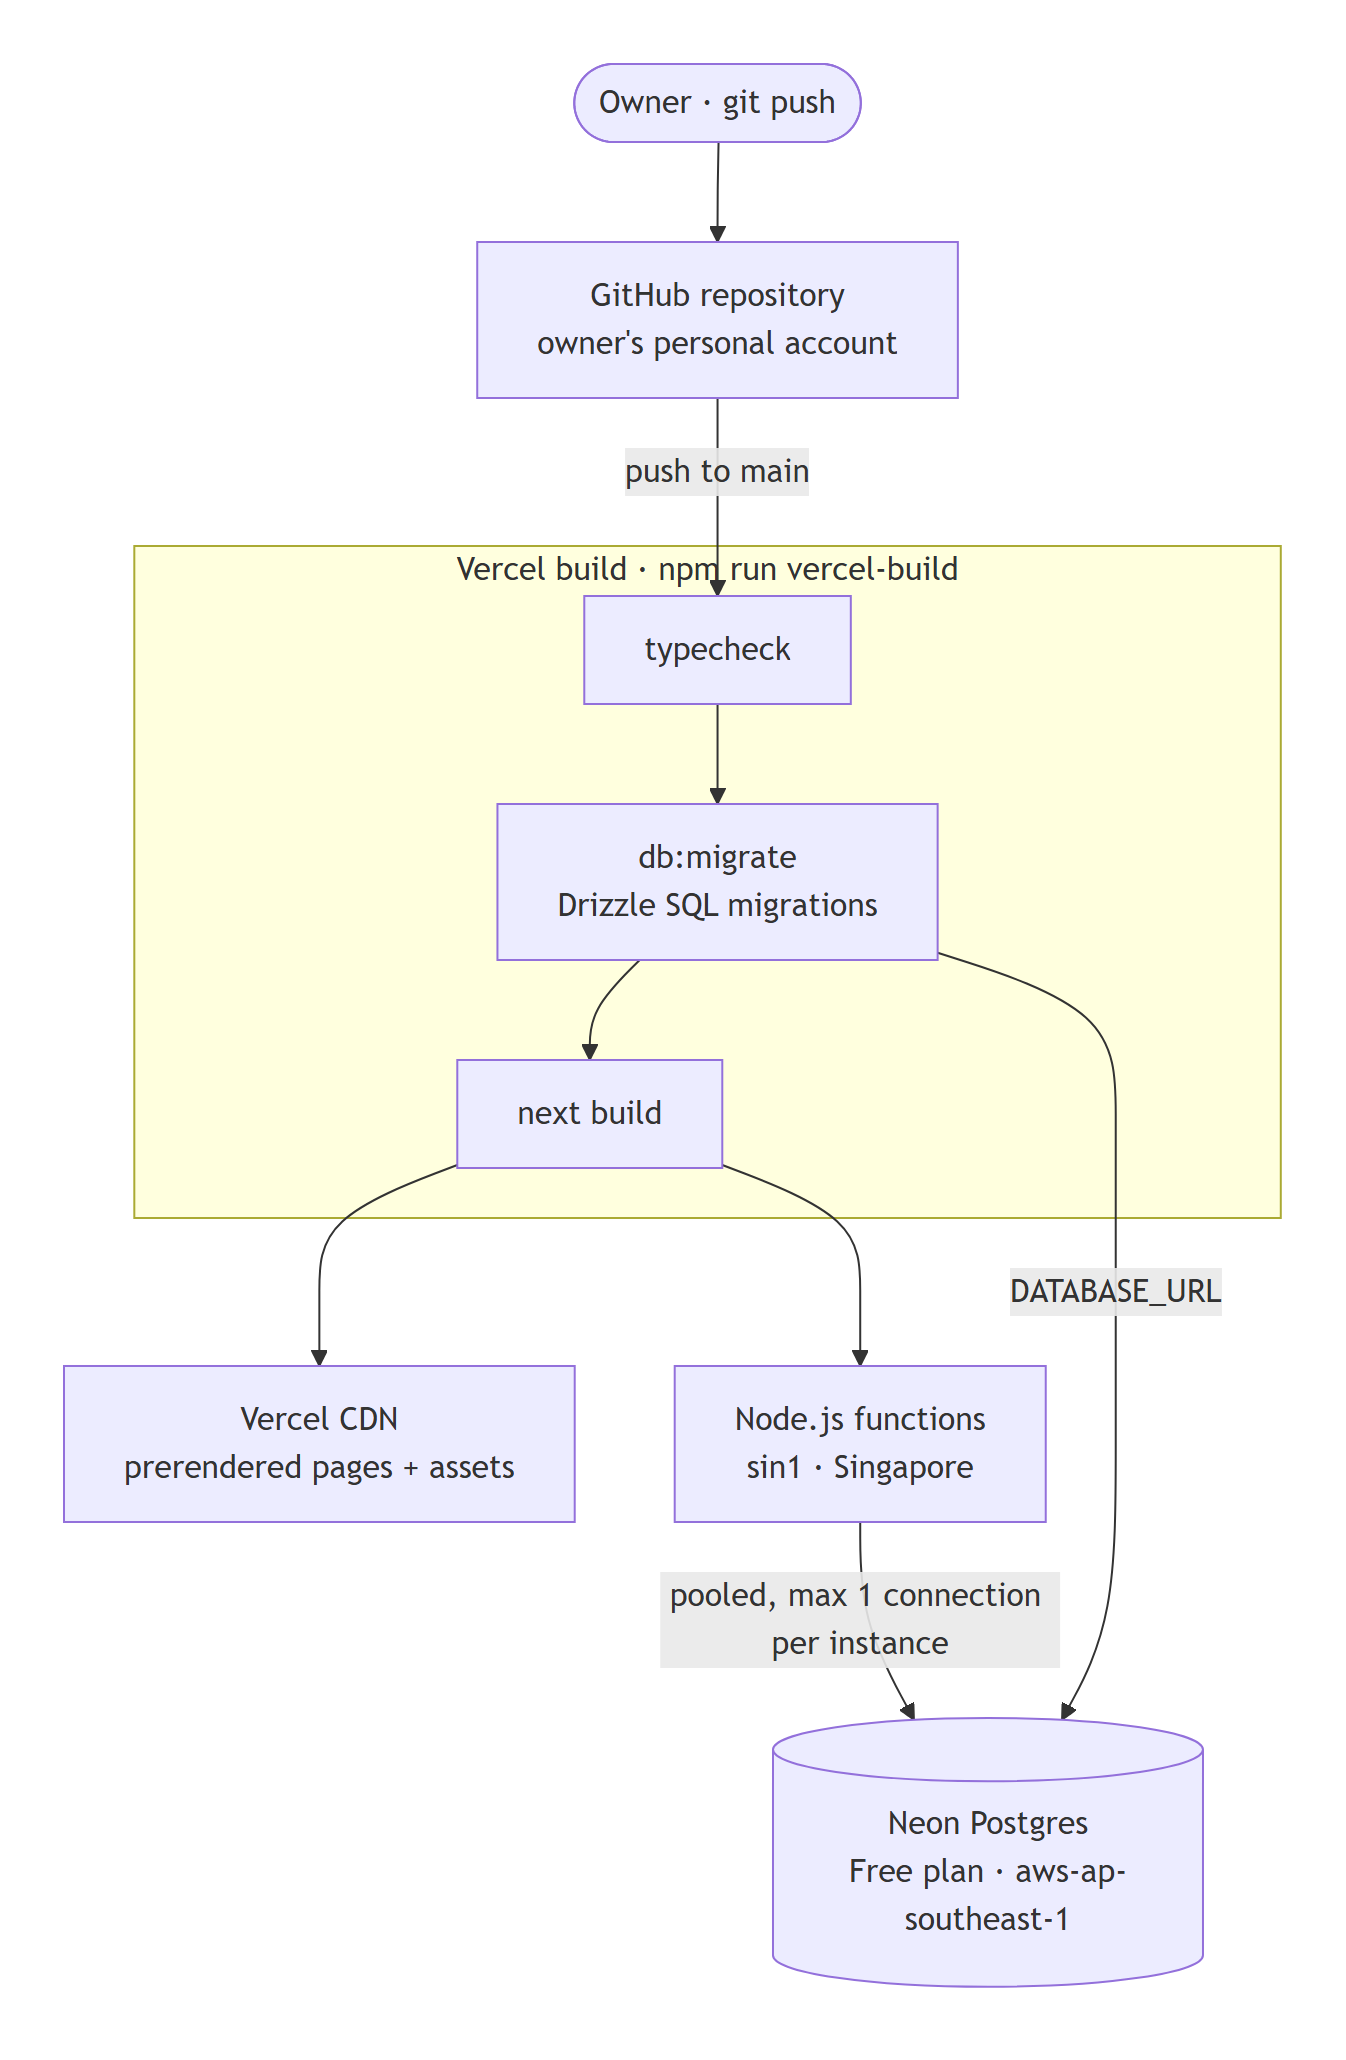 Owner · git push
GitHub repository
owner's personal account
push to main
Vercel build · npm run vercel-build
typecheck
db:migrate
Drizzle SQL migrations
next build
DATABASE_URL
Vercel CDN
prerendered pages + assets
Node.js functions
sin1 · Singapore
pooled, max 1 connection
per instance
Neon Postgres
Free plan · aws-ap-
southeast-1